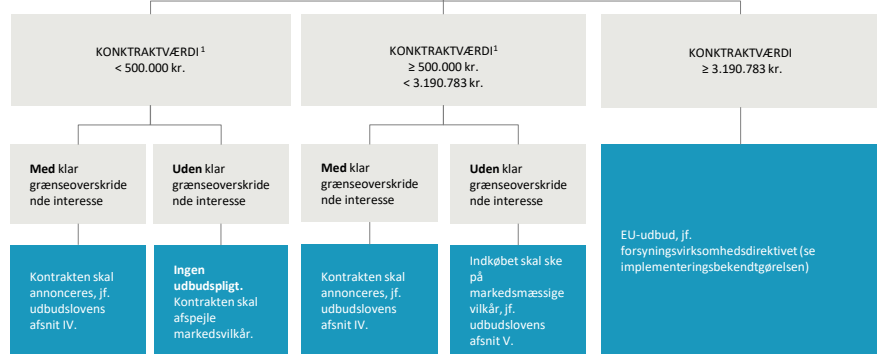 KONKTRAKTVÆRDI ¹
< 500.000 kr.
KONKTRAKTVÆRDI¹
≥ 500.000 kr.
< 3.190.783 kr.
KONKTRAKTVÆRDI
≥ 3.190.783 kr.
Med klar
grænseoverskride
nde interesse
Uden klar
grænseoverskride
nde interesse
Med klar
grænseoverskride
nde interesse
Uden klar
grænseoverskride
nde interesse
Kontrakten skal
annonceres, jf.
udbudslovens
afsnit IV.
Ingen
udbudspligt.
Kontrakten skal
afspejle
markedsvilkår.
Kontrakten skal
annonceres, jf.
udbudslovens
afsnit IV.
Indkøbet skal ske
på
markedsmæssige
vilkår, jf.
udbudslovens
afsnit V.
EU-udbud, jf.
forsyningsvirksomhedsdirektivet (se
implementeringsbekendtgørelsen)